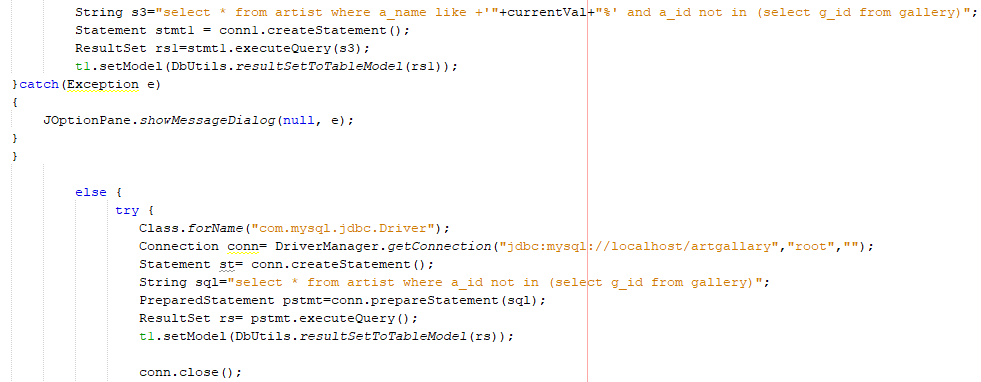 String s3="select * from artist where a_name like +'"+currentVal+"%' and a_id not in (select g_id from gallery)";
Statement stmt1 = conn1.createStatement();
ResultSet rs1=stmt1.executeQuery(s3);
t1.setModel(DbUtils.resultSetToTableModel(rs1));
}catch(Exception e)
{
JOptionPane.showMessageDialog(null, e);
}
}
else {
try {
Class.forName("com.mysql.jdbc.Driver");
Connection conn= DriverManager.getConnection("jdbc:mysql://localhost/artgallary","root","");
Statement st= conn.createStatement();
String sql="select * from artist where a_id not in (select g_id from gallery)";
PreparedStatement pstmt=conn.prepareStatement(sql);
ResultSet rs= pstmt.executeQuery();
t1.setModel(DbUtils.resultSetToTableModel(rs));
conn.close();